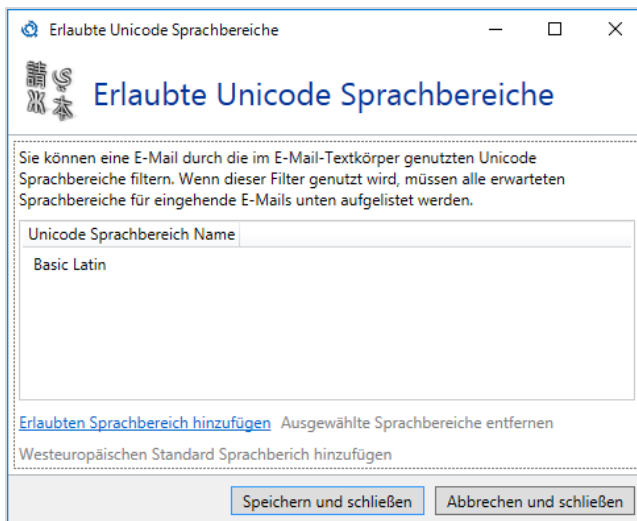 Erlaubte Unicode Sprachbereiche
Erlaubte Unicode Sprachbereiche
Sie können eine E-Mail durch die im E-Mail-Textkörper genutzten Unicode
Sprachbereiche filtern. Wenn dieser Filter genutzt wird, müssen alle erwarteten
Sprachbereiche für eingehende E-Mails unten aufgelistet werden.
Unicode Sprachbereich Name
Basic Latin
Erlaubten Sprachbereich hinzufügen Ausgewählte Sprachbereiche entfernen
Westeuropäischen Standard Sprachberich hinzufügen
Speichern und schließen Abbrechen und schließen